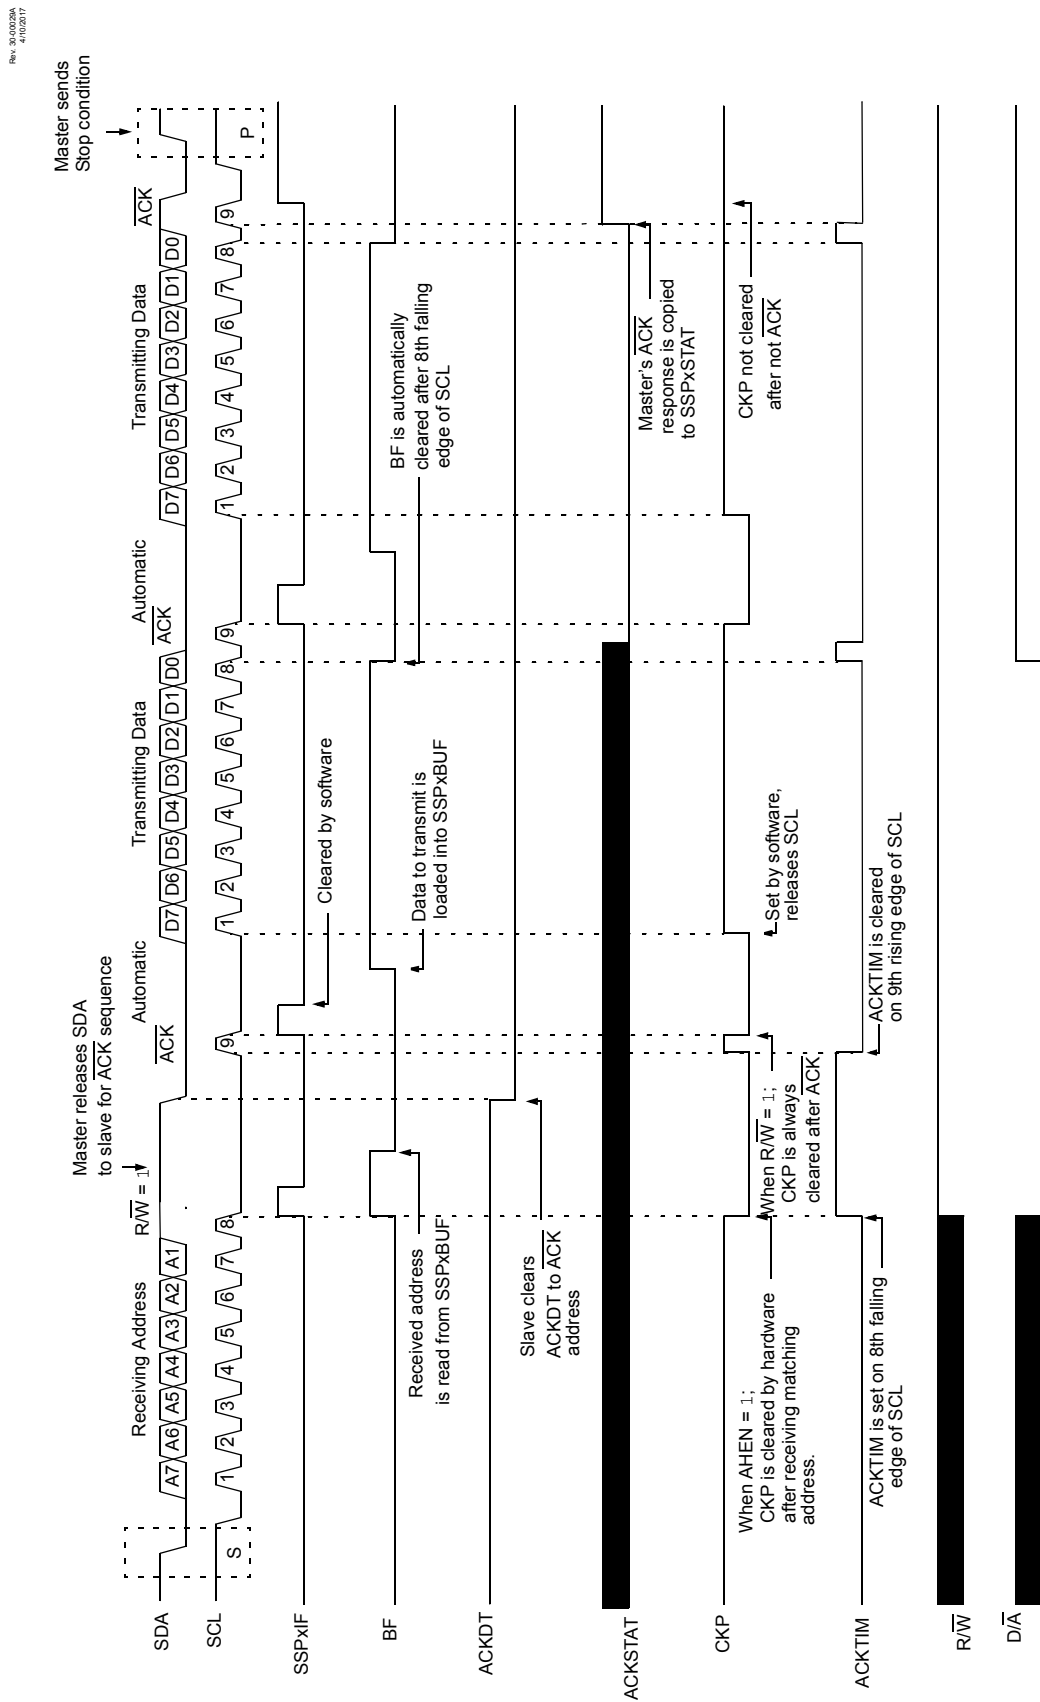 Rev. 30-00029A
4/10/2017
Master sends
Stop condition
Master releases SDA
to slave for ACK sequence
Receiving Address
R/W = 1
ACK
Automatic
Transmitting Data
ACK
Automatic
Transmitting Data
ACK
SDA
A7 A6 A5 A4 A3 A2 A1
D7 D6 D5 D4 D3 D2 D1 D0
D7 D6 D5 D4 D3 D2 D1 D0
SCL
S
1 2 3 4 5 6 7 8 9
1 2 3 4 5 6 7 8 9
1 2 3 4 5 6 7 8 9
P
SSPxIF
Cleared by software
BF
Received address
is read from SSPxBUF
Data to transmit is
loaded into SSPxBUF
BF is automatically
cleared after 8th falling
edge of SCL
ACKDT
Slave clears
ACKDT to ACK
address
ACKSTAT
Master's ACK
response is copied
to SSPxSTAT
CKP
When AHEN = 1;
CKP is cleared by hardware
after receiving matching
address.
When R/W = 1;
CKP is always
cleared after ACK
Set by software,
releases SCL
CKP not cleared
after not ACK
ACKTIM
ACKTIM is set on 8th falling
edge of SCL
ACKTIM is cleared
on 9th rising edge of SCL
R/W
D/A